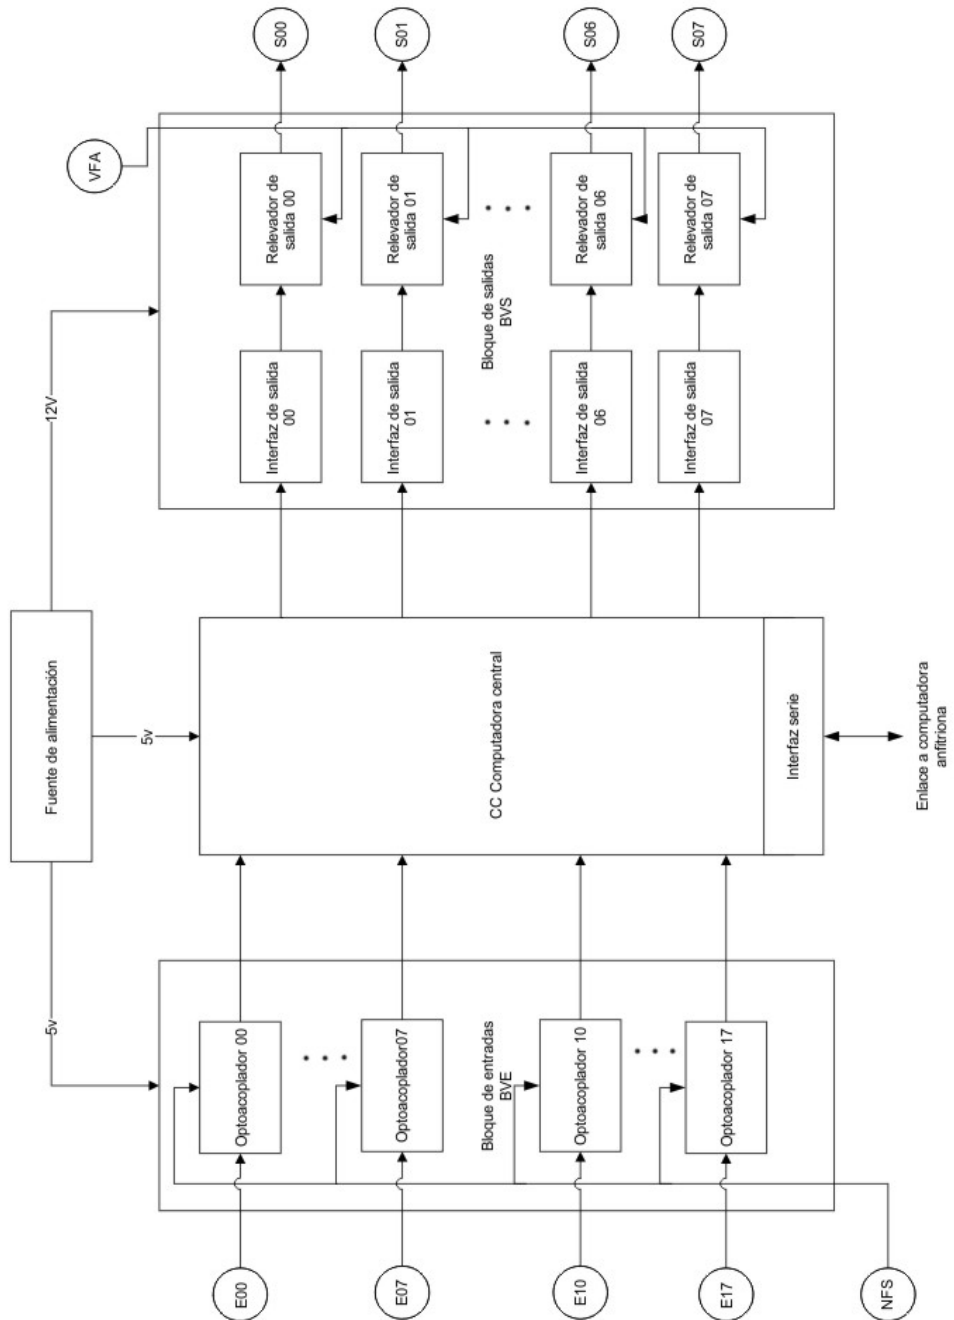 Fuente de alimentación
5v
5v
12V
E00
E07
E10
E17
NFS
Optoacoplador 00
Optoacoplador07
Bloque de entradas
BVE
Optoacoplador 10
Optoacoplador 17
CC Computadora central
Interfaz serie
Enlace a computadora
anfitriona
Interfaz de salida
00
Interfaz de salida
01
Interfaz de salida
06
Interfaz de salida
07
Bloque de salidas
BVS
Relevador de
salida 00
Relevador de
salida 01
Relevador de
salida 06
Relevador de
salida 07
VFA
S00
S01
S06
S07